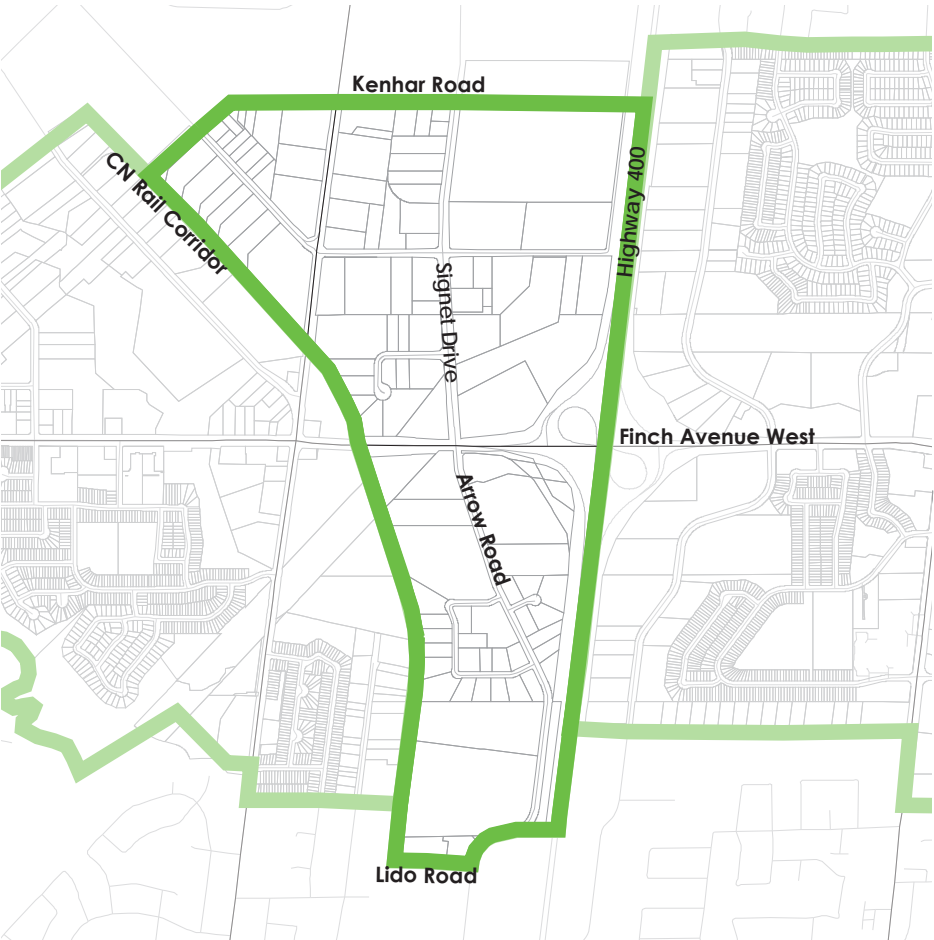 Kenhar Road
CN Rail Corridor
Highway 400
Signet Drive
Finch Avenue West
Arrow Road
Lido Road